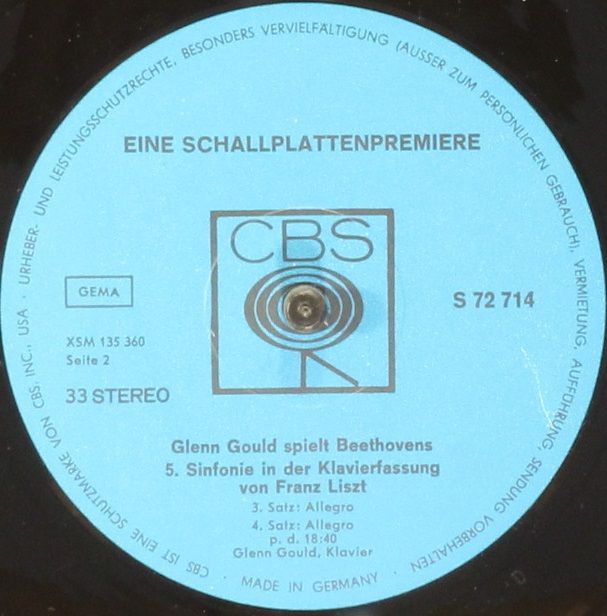 URHEBER- UND LEISTUNGSSCHUTZRECHTE, BESONDERS VERVIELFÄLTIGUNG (AUSSER ZUM PERSÖNLICHEN GEBRAUCH), VERMIETUNG, AUFFÜHRUNG, SENDUNG VORBEHALTEN
EINE SCHALLPLATTENPREMIERE
CBS
GEMA
S 72 714
XSM 135 360
Seite 2
33 STEREO
Glenn Gould spielt Beethovens
5. Sinfonie in der Klavierfassung
von Franz Liszt
3. Satz: Allegro
4. Satz: Allegro
p. d. 18:40
Glenn Gould, Klavier
CBS IST EINE SCHUTZMARKE VON CBS, INC., USA · MADE IN GERMANY ·